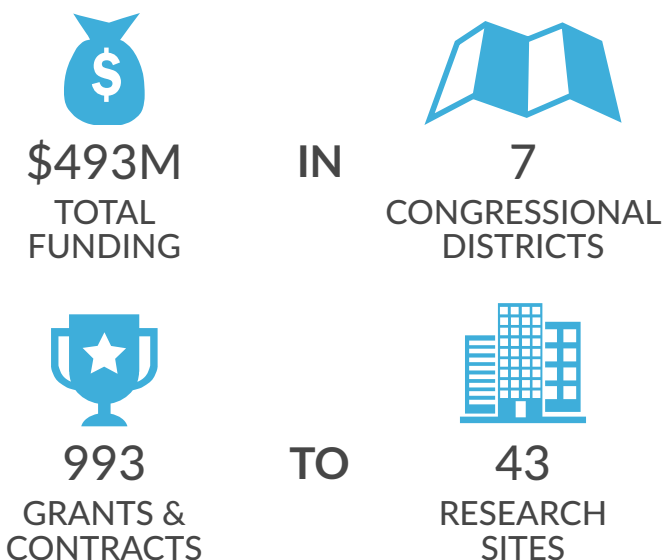 $
$493M IN 7
TOTAL
FUNDING
CONGRESSIONAL
DISTRICTS
993 TO 43
GRANTS &
CONTRACTS
RESEARCH
SITES